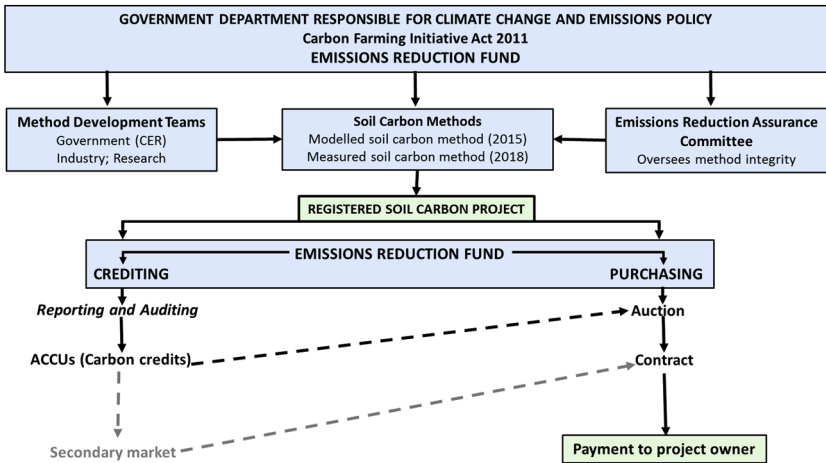 GOVERNMENT DEPARTMENT RESPONSIBLE FOR CLIMATE CHANGE AND EMISSIONS POLICY
Carbon Farming Initiative Act 2011
EMISSIONS REDUCTION FUND
Method Development Teams
Government (CER)
Industry; Research
Soil Carbon Methods
Modelled soil carbon method (2015)
Measured soil carbon method (2018)
Emissions Reduction Assurance
Committee
Oversees method integrity
REGISTERED SOIL CARBON PROJECT
EMISSIONS REDUCTION FUND
CREDITING
PURCHASING
Reporting and Auditing
Auction
ACCUs (Carbon credits)
Contract
Secondary market
Payment to project owner